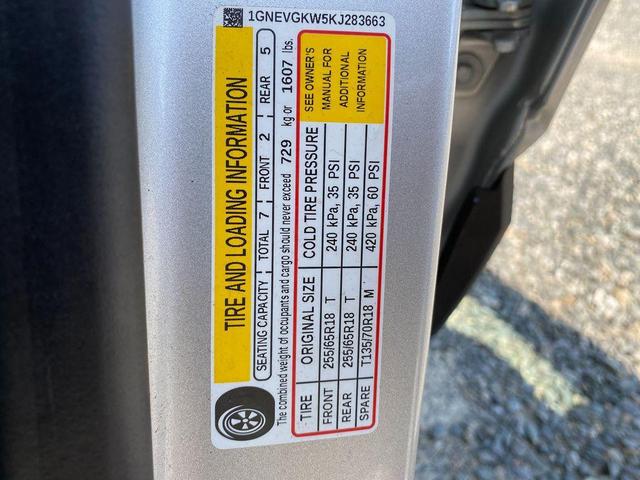 1GNEVGKW5KJ283663
TIRE AND LOADING INFORMATION
SEATING CAPACITY TOTAL 7 FRONT 2 REAR 5
The combined weight of occupants and cargo should never exceed 729 kg or 1607 lbs.
TIRE ORIGINAL SIZE COLD TIRE PRESSURE
FRONT 255/65R18 T 240 kPa, 35 PSI
REAR 255/65R18 T 240 kPa, 35 PSI
SPARE T135/70R18 M 420 kPa, 60 PSI
SEE OWNER'S
MANUAL FOR
ADDITIONAL
INFORMATION